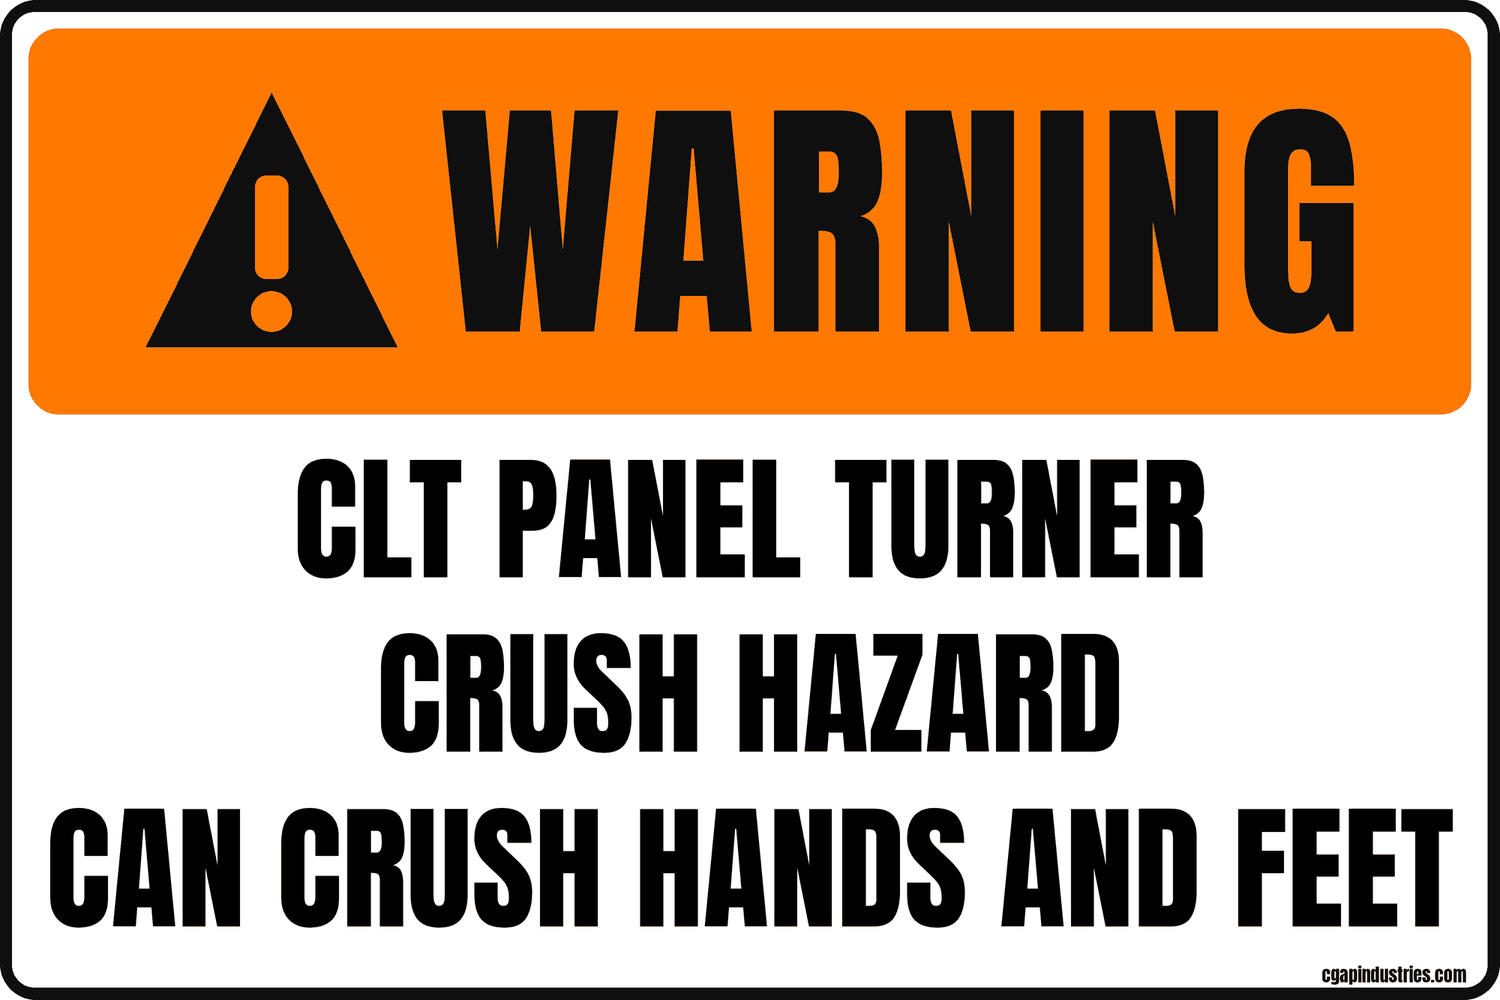 WARNING
CLT PANEL TURNER
CRUSH HAZARD
CAN CRUSH HANDS AND FEET
cgapindustries.com